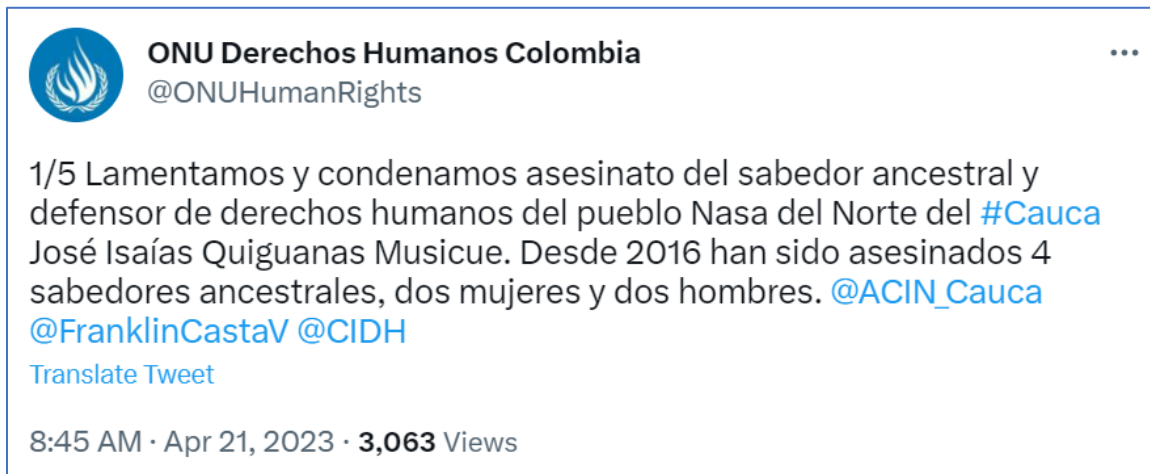 ONU Derechos Humanos Colombia
@ONUHumanRights
1/5 Lamentamos y condenamos asesinato del sabedor ancestral y
defensor de derechos humanos del pueblo Nasa del Norte del #Cauca
José Isaías Quiguanas Musicue. Desde 2016 han sido asesinados 4
sabedores ancestrales, dos mujeres y dos hombres. @ACIN_Cauca
@FranklinCastaV @CIDH
Translate Tweet
8:45 AM · Apr 21, 2023 · 3,063 Views